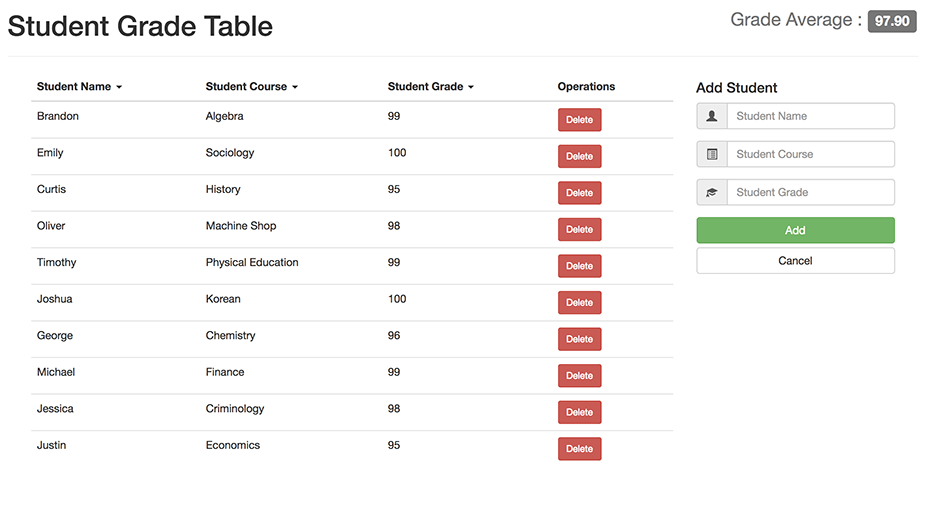 Student Grade Table
Grade Average : 97.90
Student Name Student Course Student Grade Operations
Brandon Algebra 99 Delete
Emily Sociology 100 Delete
Curtis History 95 Delete
Oliver Machine Shop 98 Delete
Timothy Physical Education 99 Delete
Joshua Korean 100 Delete
George Chemistry 96 Delete
Michael Finance 99 Delete
Jessica Criminology 98 Delete
Justin Economics 95 Delete
Add Student
Student Name
Student Course
Student Grade
Add
Cancel